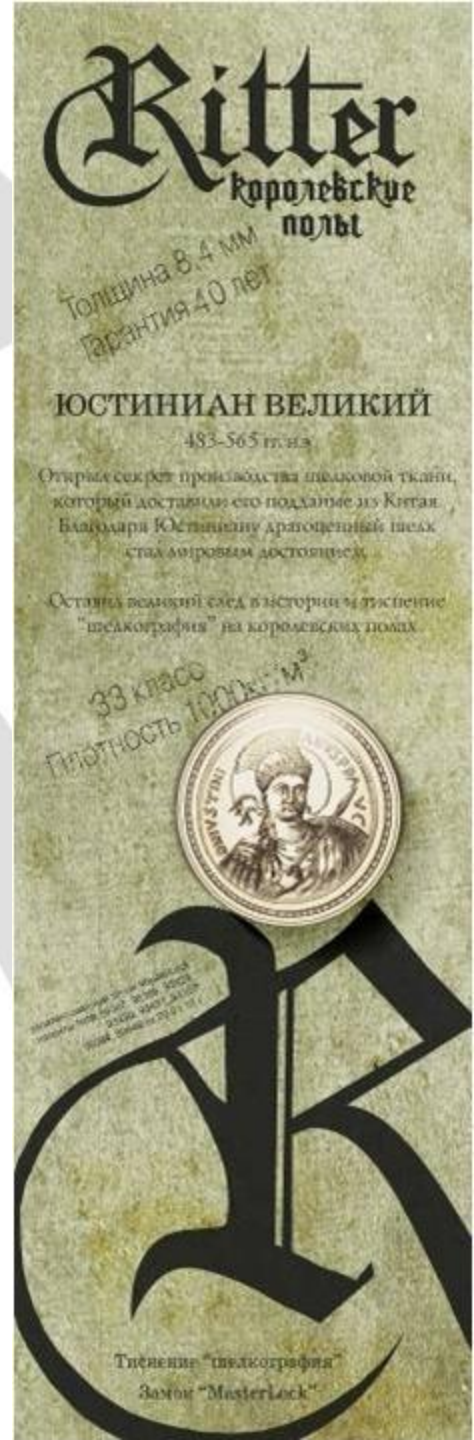 Ritter
королевские
полы
Толщина 8,4 мм
Гарантия 40 лет
ЮСТИНИАН ВЕЛИКИЙ
483-565 гг. н.э
Открыл секрет производства шелковой ткани,
который доставили его подданые из Китая.
Благодаря Юстиниану драгоценный шелк
стал мировым достоянием.
Оставил великий след в истории и тиснение
"шелкография" на королевских полах.
33 класс
Плотность 1000кг/м³
R
Тиснение "шелкография"
Замок "MasterLock"